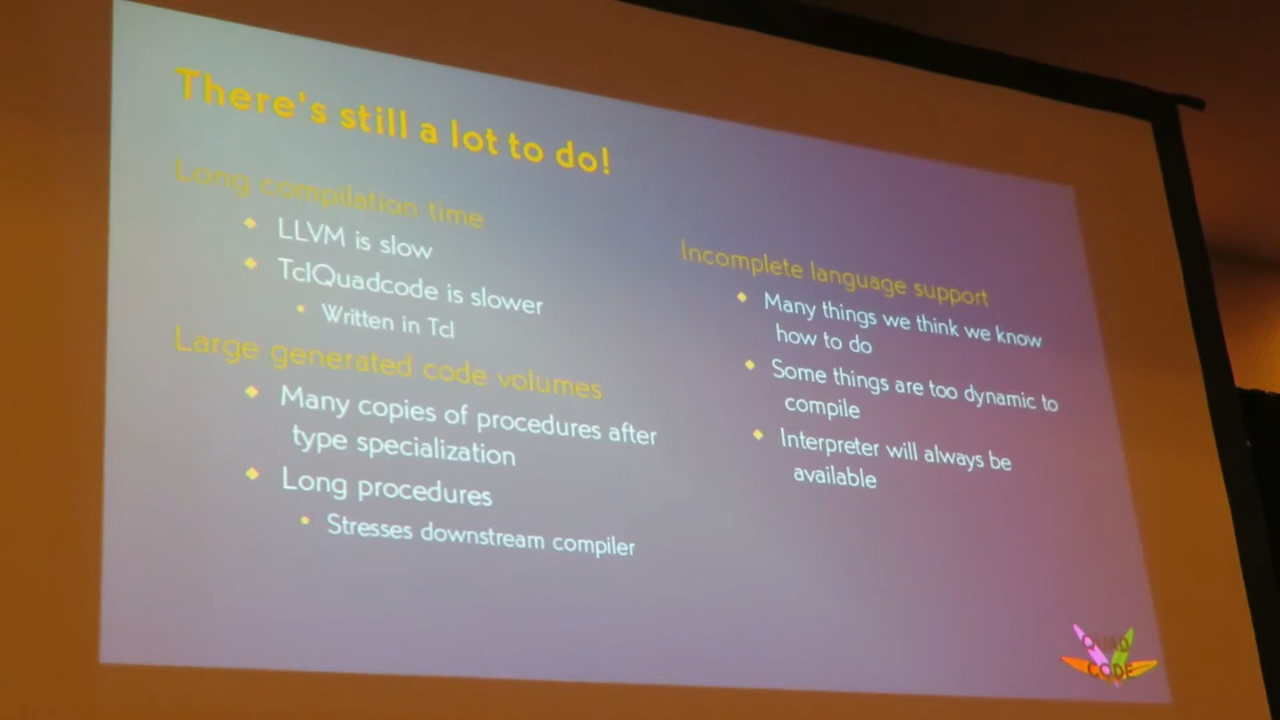 There's still a lot to do!
Long compilation time
LLVM is slow
TclQuadcode is slower
Written in Tcl
Large generated code volumes
Many copies of procedures after
type specialization
Long procedures
Stresses downstream compiler
Incomplete language support
Many things we think we know
how to do
Some things are too dynamic to
compile
Interpreter will always be
available
QUAD
CODE